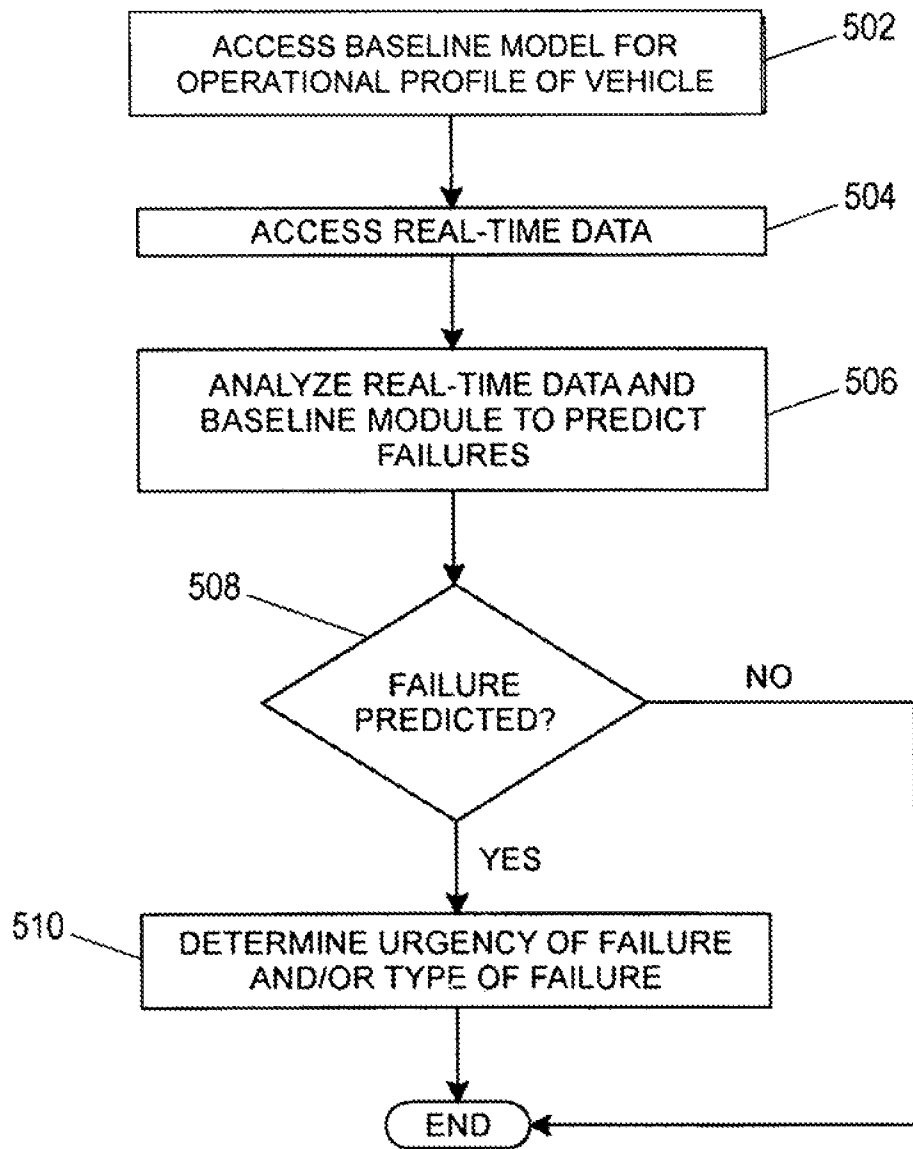 ACCESS BASELINE MODEL FOR
OPERATIONAL PROFILE OF VEHICLE
502
ACCESS REAL-TIME DATA
504
ANALYZE REAL-TIME DATA AND
BASELINE MODULE TO PREDICT
FAILURES
506
508
FAILURE
PREDICTED?
NO
YES
510
DETERMINE URGENCY OF FAILURE
AND/OR TYPE OF FAILURE
END